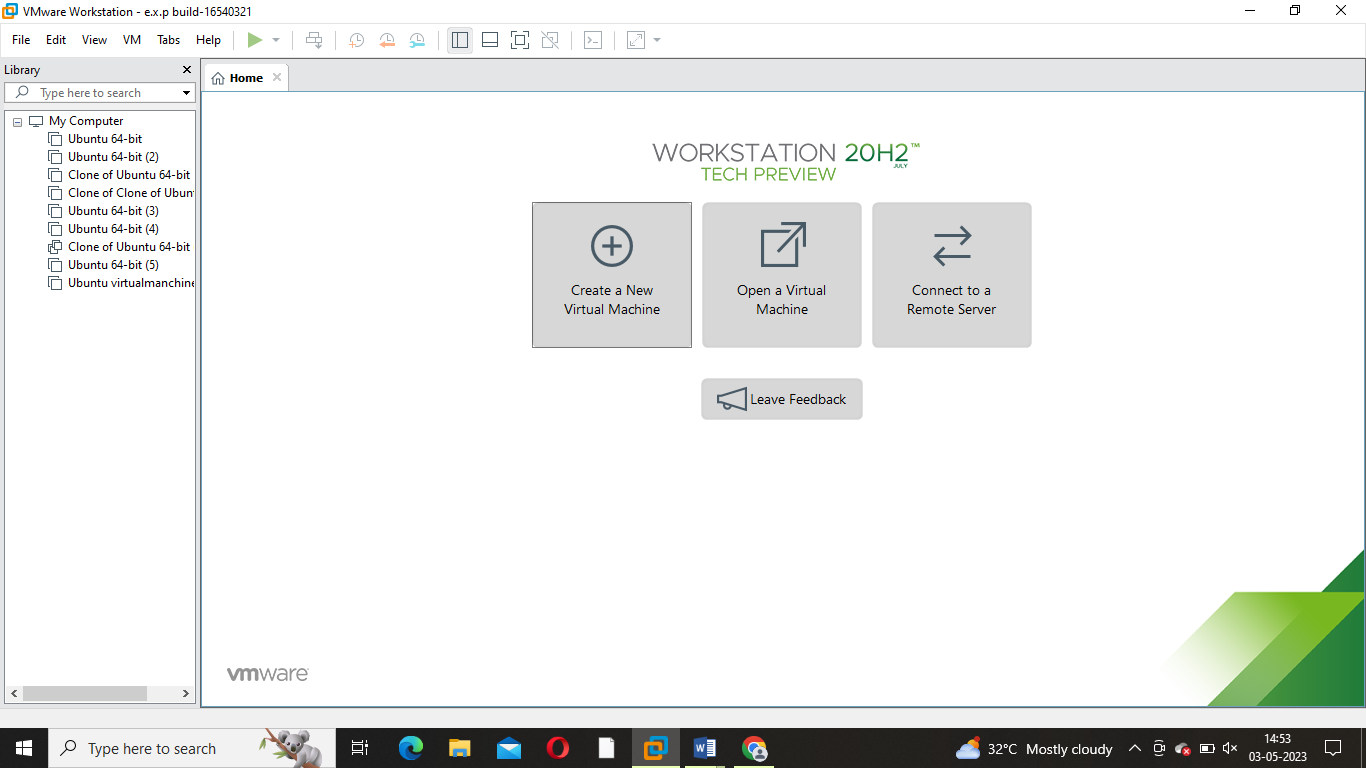 VMware Workstation - e.x.p build-16540321
File Edit View VM Tabs Help
Library
Type here to search
Home
My Computer
Ubuntu 64-bit
Ubuntu 64-bit (2)
Clone of Ubuntu 64-bit
Clone of Clone of Ubun
Ubuntu 64-bit (3)
Ubuntu 64-bit (4)
Clone of Ubuntu 64-bit
Ubuntu 64-bit (5)
Ubuntu virtualmanchine
WORKSTATION 20H2™
JULY
TECH PREVIEW
Create a New
Virtual Machine
Open a Virtual
Machine
Connect to a
Remote Server
Leave Feedback
vmware
Type here to search
32°C Mostly cloudy
14:53
03-05-2023